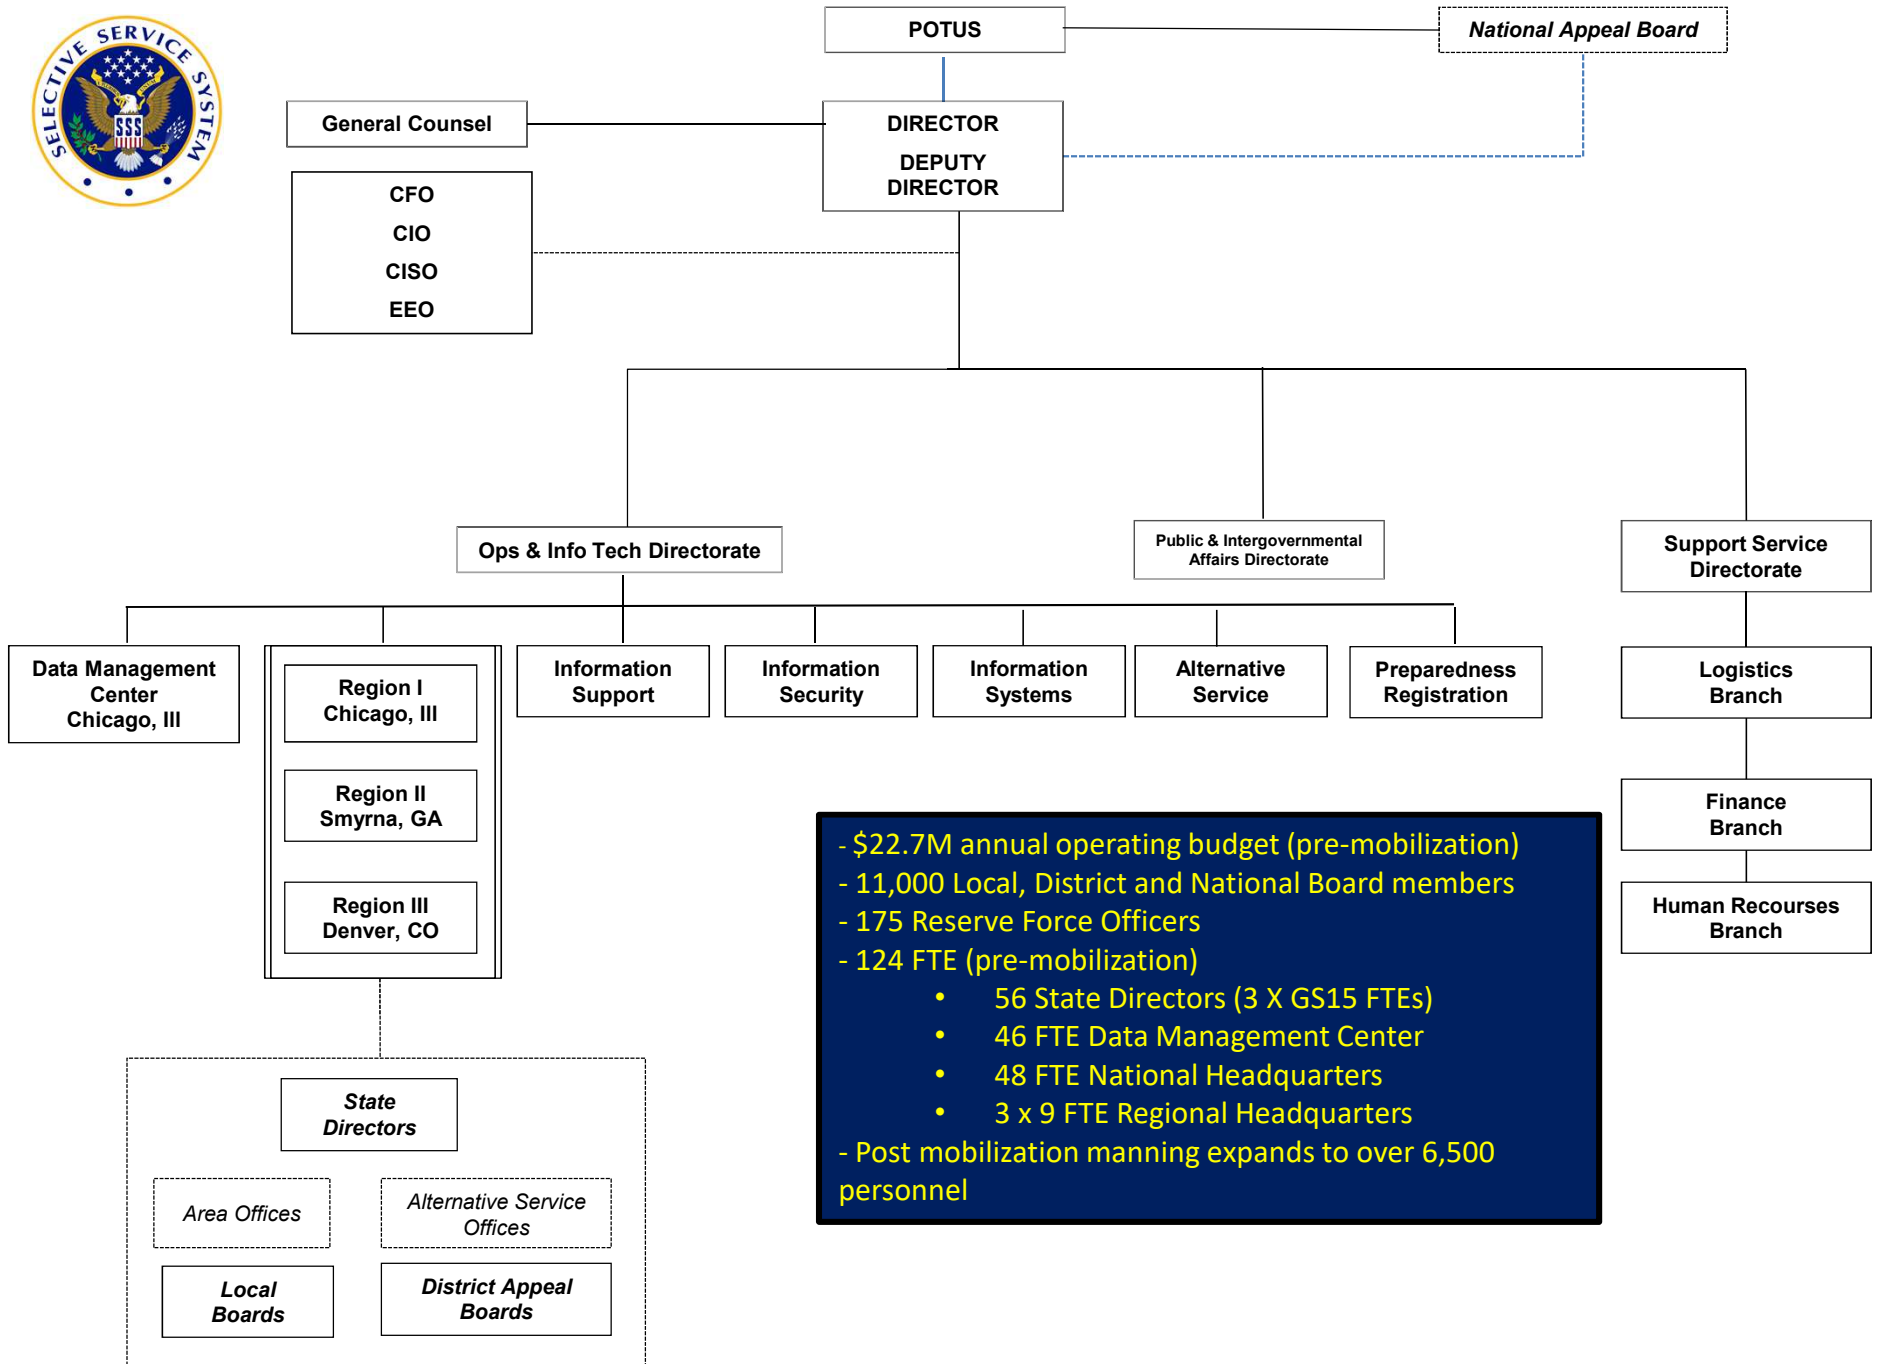 SELECTIVE SERVICE SYSTEM
SSS
POTUS
National Appeal Board
General Counsel
DIRECTOR
DEPUTY
DIRECTOR
CFO
CIO
CISO
EEO
Ops & Info Tech Directorate
Public & Intergovernmental
Affairs Directorate
Support Service
Directorate
Data Management
Center
Chicago, III
Region I
Chicago, III
Region II
Smyrna, GA
Region III
Denver, CO
Information
Support
Information
Security
Information
Systems
Alternative
Service
Preparedness
Registration
Logistics
Branch
Finance
Branch
Human Recourses
Branch
- $22.7M annual operating budget (pre-mobilization)
- 11,000 Local, District and National Board members
- 175 Reserve Force Officers
- 124 FTE (pre-mobilization)
• 56 State Directors (3 X GS15 FTEs)
• 46 FTE Data Management Center
• 48 FTE National Headquarters
• 3 x 9 FTE Regional Headquarters
- Post mobilization manning expands to over 6,500
personnel
State
Directors
Area Offices
Alternative Service
Offices
Local
Boards
District Appeal
Boards